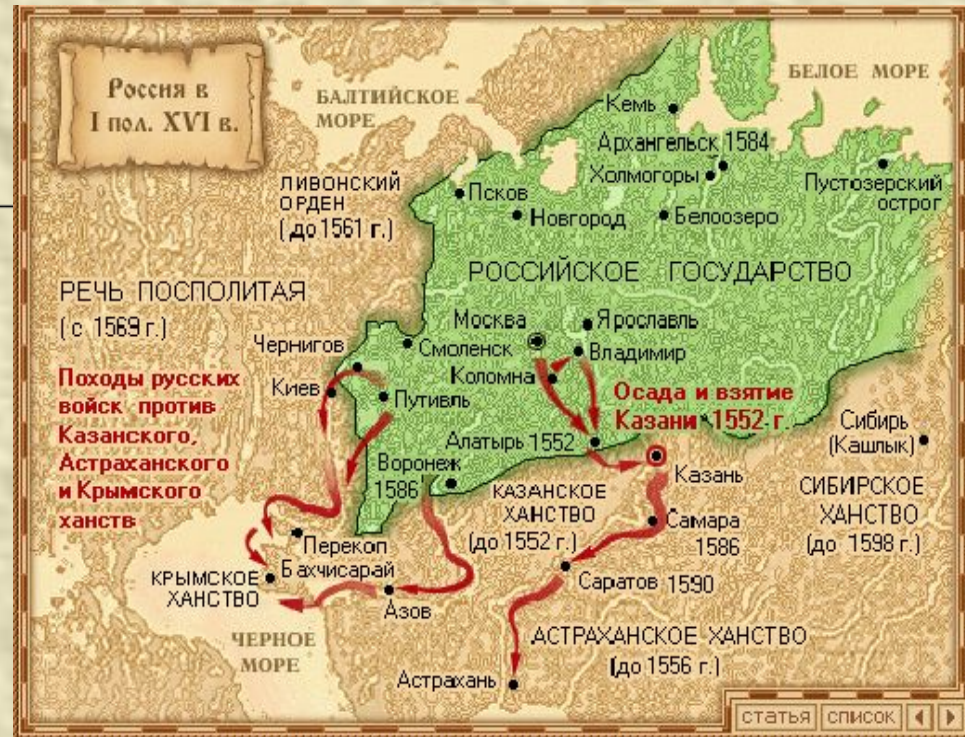 Россия в
I пол. XVI в.
БАЛТИЙСКОЕ
МОРЕ
БЕЛОЕ МОРЕ
Кемь
Архангельск 1584
Холмогоры
Пустозерский
острог
ЛИВОНСКИЙ
ОРДЕН
(до 1561 г.)
Псков
Новгород
Белоозеро
РОССИЙСКОЕ ГОСУДАРСТВО
РЕЧЬ ПОСПОЛИТАЯ
(с 1569 г.)
Москва
Ярославль
Чернигов
Смоленск
Владимир
Коломна
Киев
Путивль
Походы русских
войск против
Казанского,
Астраханского
и Крымского
ханств
Осада и взятие
Казани 1552 г.
Алатырь 1552
Сибирь
(Кашлык)
Воронеж
1586
Казань
КАЗАНСКОЕ
ХАНСТВО
(до 1552 г.)
СИБИРСКОЕ
ХАНСТВО
(до 1598 г.)
Самара
1586
Перекоп
Бахчисарай
КРЫМСКОЕ
ХАНСТВО
Саратов 1590
Азов
ЧЕРНОЕ
МОРЕ
АСТРАХАНСКОЕ ХАНСТВО
(до 1556 г.)
Астрахань
статья список